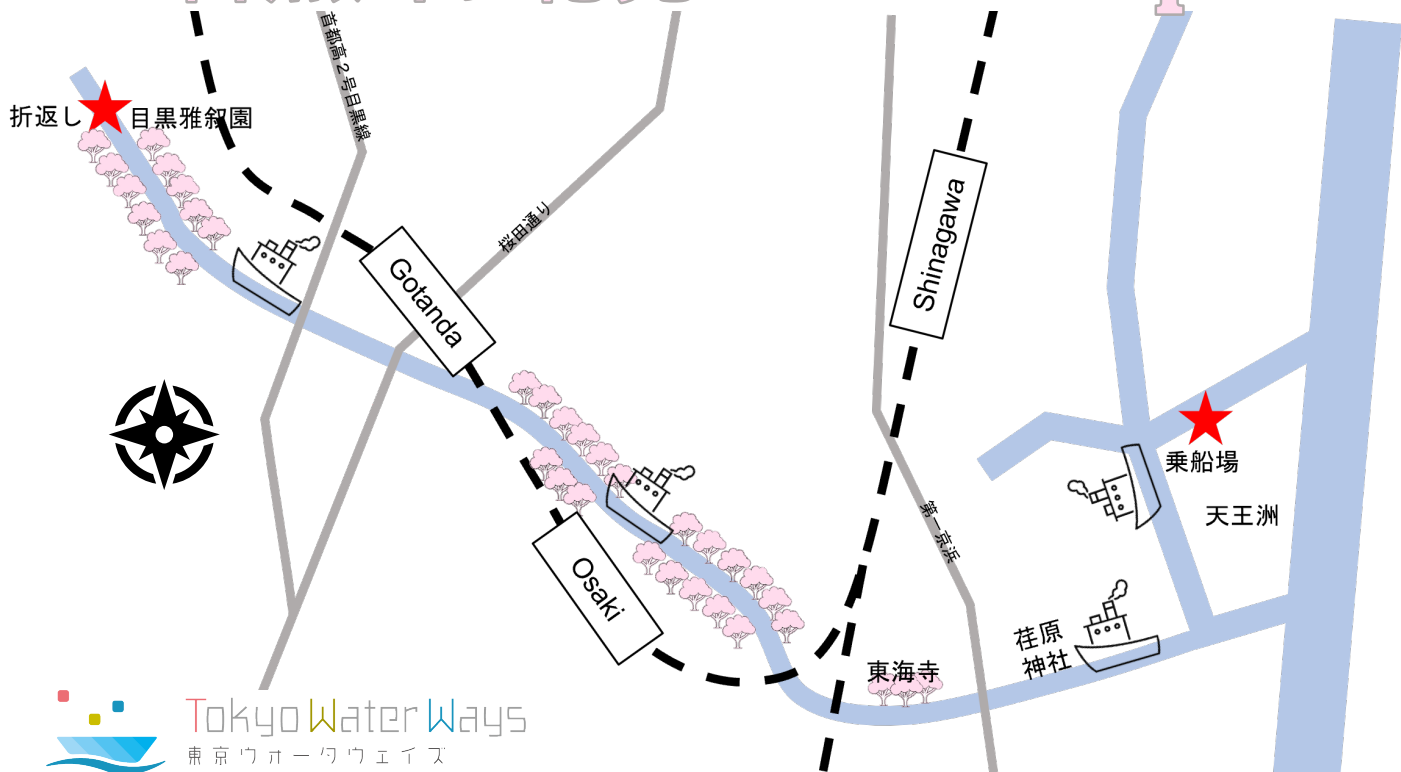 首都高2号目黒線
折返し
目黒雅叙園
桜田通り
Gotanda
Shinagawa
乗船場
天王洲
第一京浜
Osaki
荏原
神社
東海寺
Tokyo Water Ways
東京ウォータウェイズ